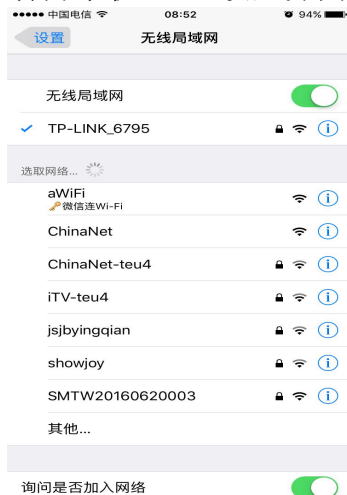 中国电信 08:52 94%
设置 无线局域网
无线局域网
TP-LINK_6795
选取网络...
aWiFi
🔑微信连Wi-Fi
ChinaNet
ChinaNet-teu4
iTV-teu4
jsjbyingqian
showjoy
SMTW20160620003
其他...
询问是否加入网络